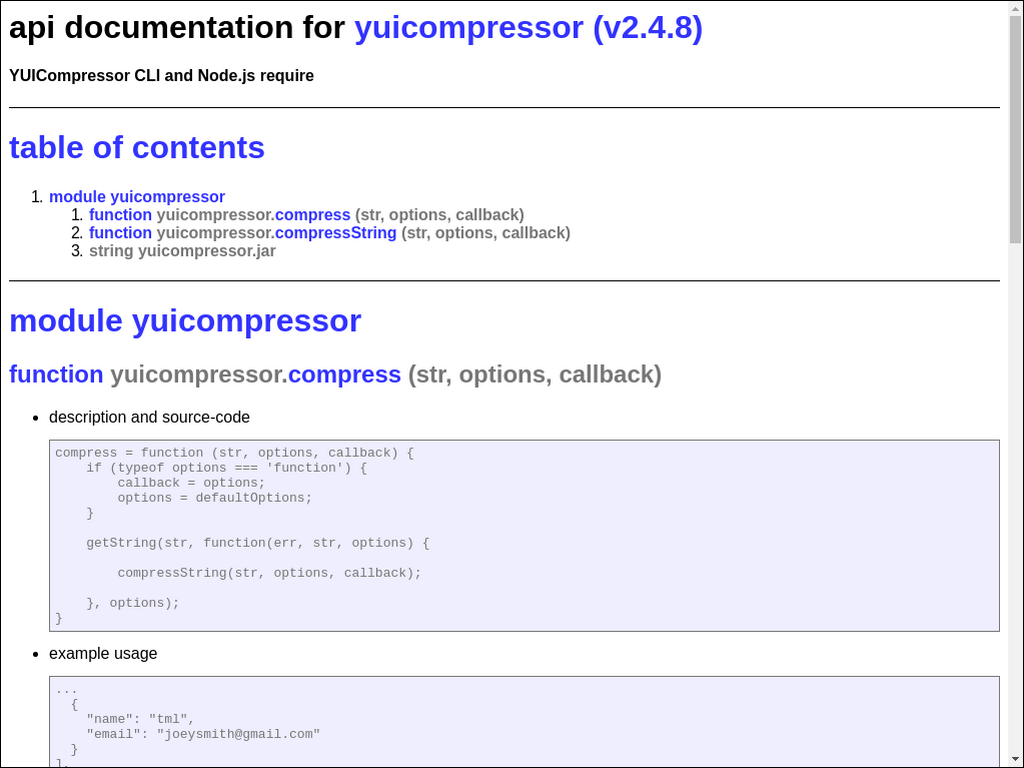 api documentation for yuicompressor (v2.4.8)
YUICompressor CLI and Node.js require
table of contents
1. module yuicompressor
1. function yuicompressor.compress (str, options, callback)
2. function yuicompressor.compressString (str, options, callback)
3. string yuicompressor.jar
module yuicompressor
function yuicompressor.compress (str, options, callback)
• description and source-code
compress = function (str, options, callback) {
    if (typeof options === 'function') {
        callback = options;
        options = defaultOptions;
    }
    getString(str, function(err, str, options) {
        compressString(str, options, callback);
    }, options);
}
• example usage
...
  {
    "name": "tml",
    "email": "joeysmith@gmail.com"
  }
],